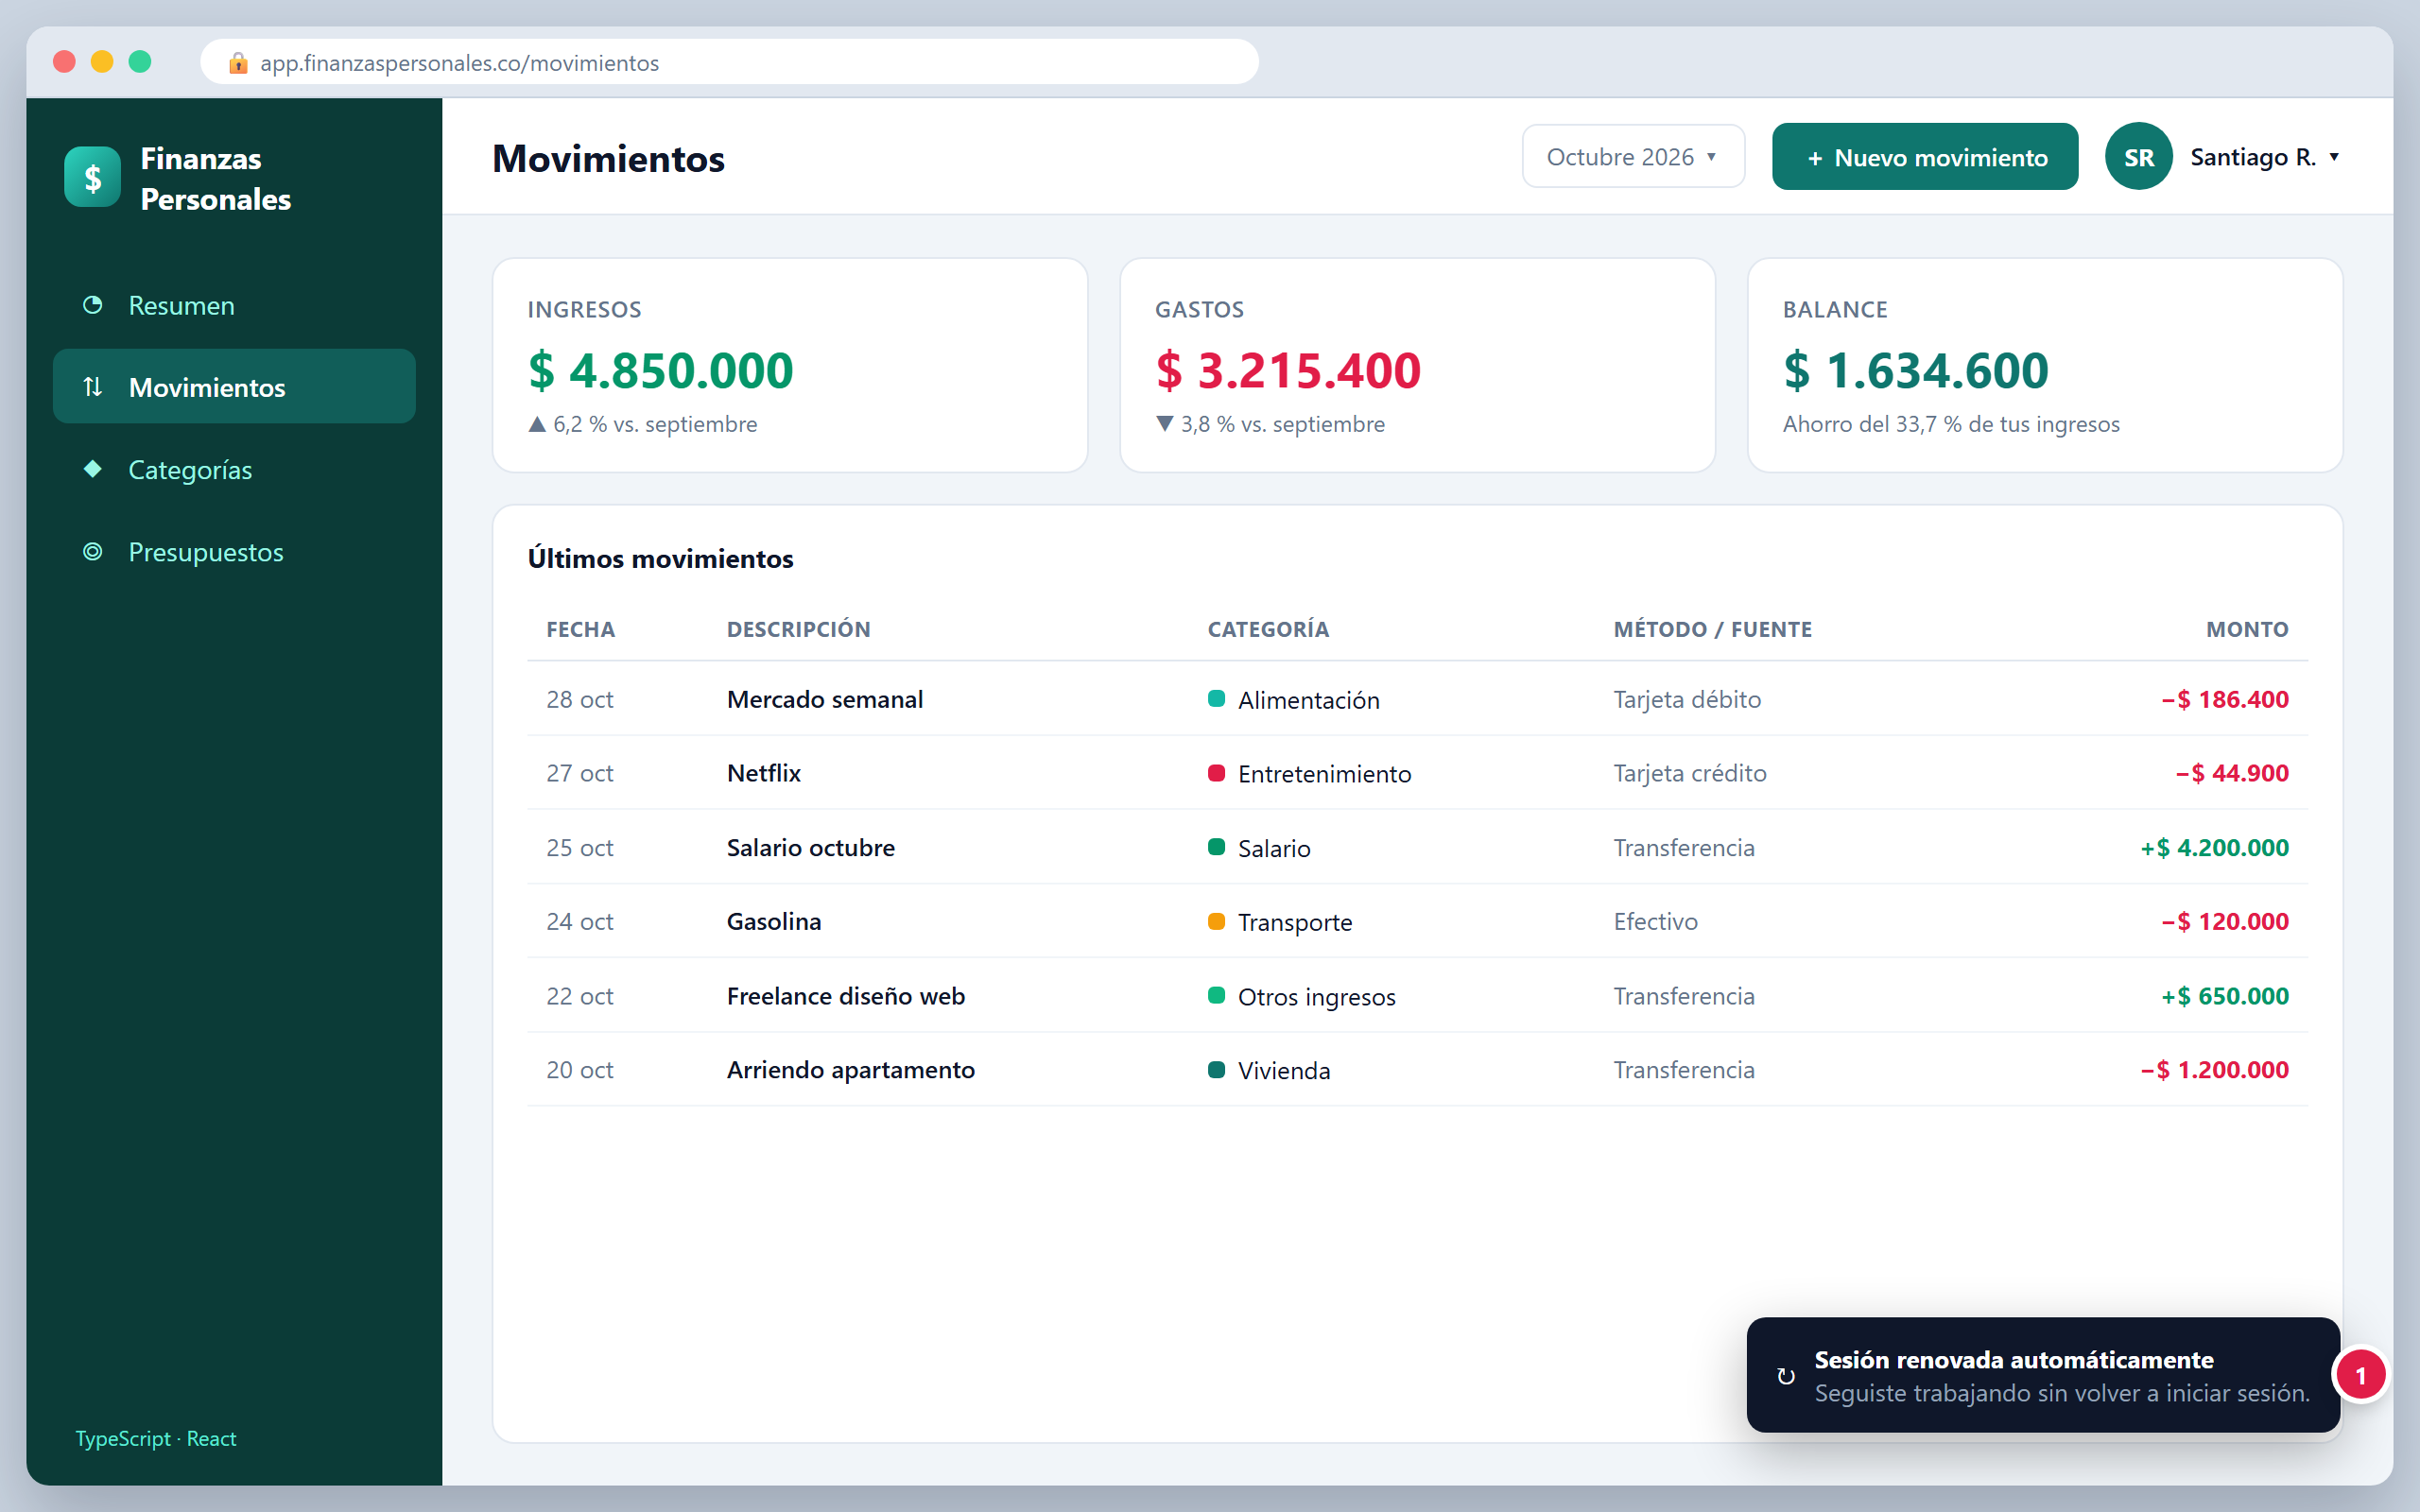 app.finanzaspersonales.co/movimientos
$ Finanzas
Personales
Resumen
Movimientos
Categorías
Presupuestos
TypeScript · React
Movimientos
Octubre 2026 ▾
+ Nuevo movimiento
SR
Santiago R. ▾
INGRESOS
$ 4.850.000
▲ 6,2 % vs. septiembre
GASTOS
$ 3.215.400
▼ 3,8 % vs. septiembre
BALANCE
$ 1.634.600
Ahorro del 33,7 % de tus ingresos
Últimos movimientos
FECHA DESCRIPCIÓN CATEGORÍA MÉTODO / FUENTE MONTO
28 oct Mercado semanal Alimentación Tarjeta débito −$ 186.400
27 oct Netflix Entretenimiento Tarjeta crédito −$ 44.900
25 oct Salario octubre Salario Transferencia +$ 4.200.000
24 oct Gasolina Transporte Efectivo −$ 120.000
22 oct Freelance diseño web Otros ingresos Transferencia +$ 650.000
20 oct Arriendo apartamento Vivienda Transferencia −$ 1.200.000
↻ Sesión renovada automáticamente
Seguiste trabajando sin volver a iniciar sesión.
1